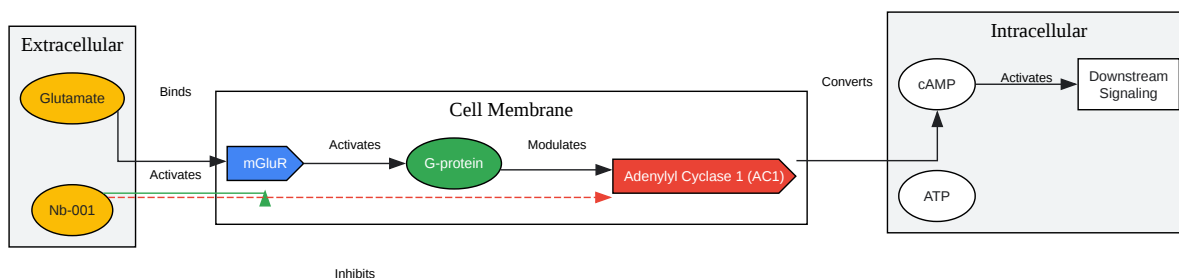 Extracellular
Glutamate
Nb-001
Binds
Activates
Cell Membrane
mGluR
Activates
G-protein
Modulates
Adenylyl Cyclase 1 (AC1)
Inhibits
Converts
Intracellular
cAMP
Activates
Downstream
Signaling
ATP